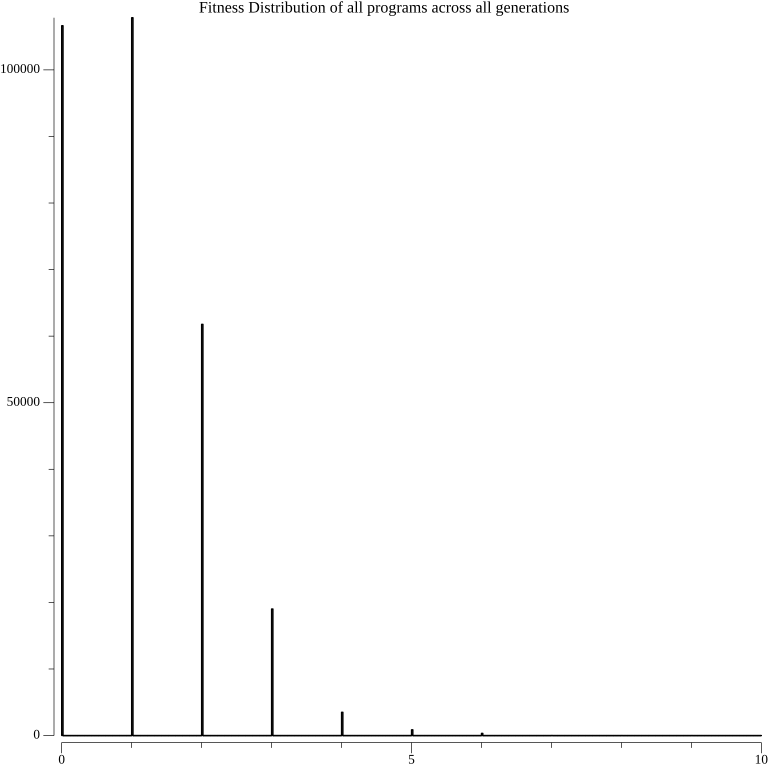 Fitness Distribution of all programs across all generations
100000
50000
0
0 5 10